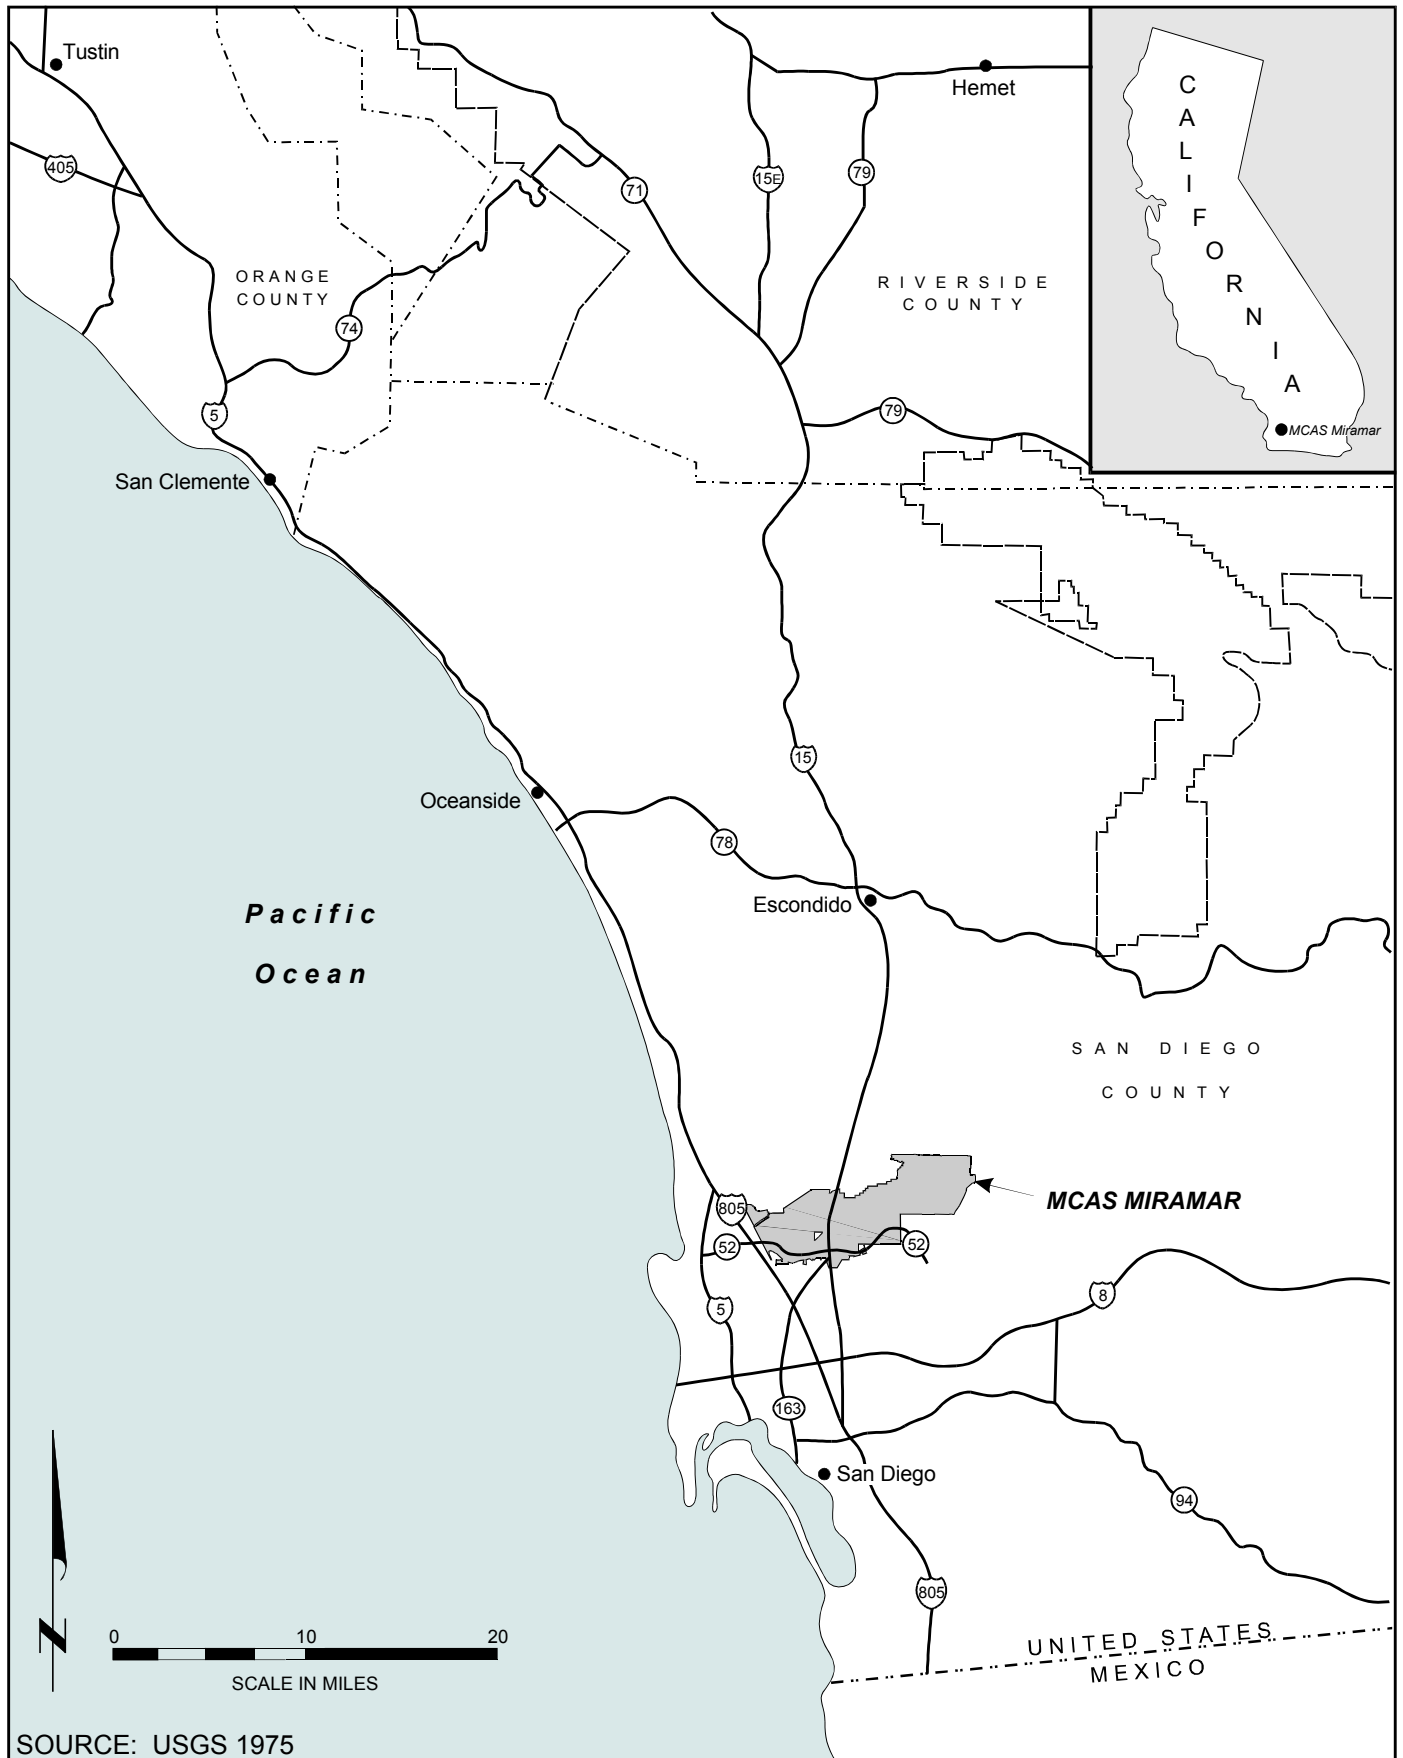 Tustin
Hemet
405
71
15E
79
ORANGE
COUNTY
RIVERSIDE
COUNTY
74
5
79
San Clemente
CALIFORNIA
MCAS Miramar
15
Oceanside
78
Escondido
Pacific
Ocean
SAN DIEGO
COUNTY
MCAS MIRAMAR
805
52
52
5
8
163
San Diego
94
805
UNITED STATES
MEXICO
N
0 10 20
SCALE IN MILES
SOURCE: USGS 1975